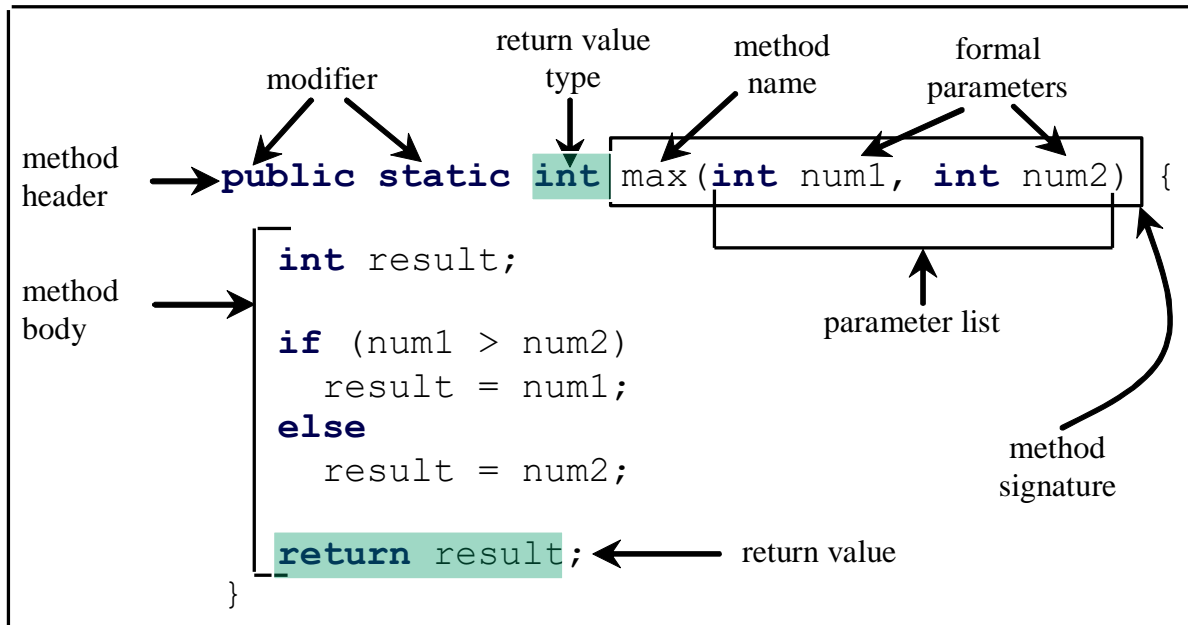 return value
type
method
name
formal
parameters
modifier
method
header
public static int max(int num1, int num2) {
int result;
method
body
parameter list
if (num1 > num2)
result = num1;
else
result = num2;
method
signature
return result;
return value
}